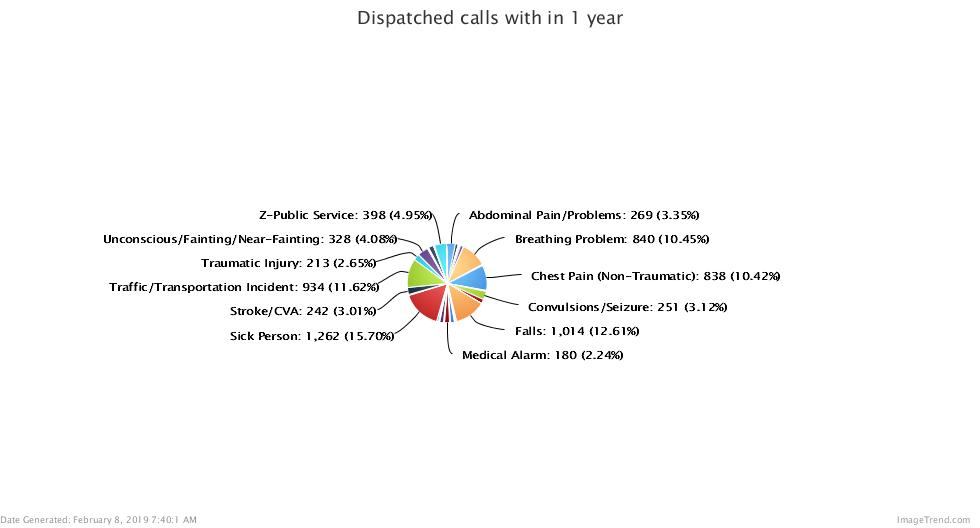 Dispatched calls with in 1 year
Z-Public Service: 398 (4.95%)
Abdominal Pain/Problems: 269 (3.35%)
Unconscious/Fainting/Near-Fainting: 328 (4.08%)
Breathing Problem: 840 (10.45%)
Traumatic Injury: 213 (2.65%)
Chest Pain (Non-Traumatic): 838 (10.42%)
Traffic/Transportation Incident: 934 (11.62%)
Convulsions/Seizure: 251 (3.12%)
Stroke/CVA: 242 (3.01%)
Falls: 1,014 (12.61%)
Sick Person: 1,262 (15.70%)
Medical Alarm: 180 (2.24%)
Date Generated: February 8, 2019 7:40:1 AM
ImageTrend.com